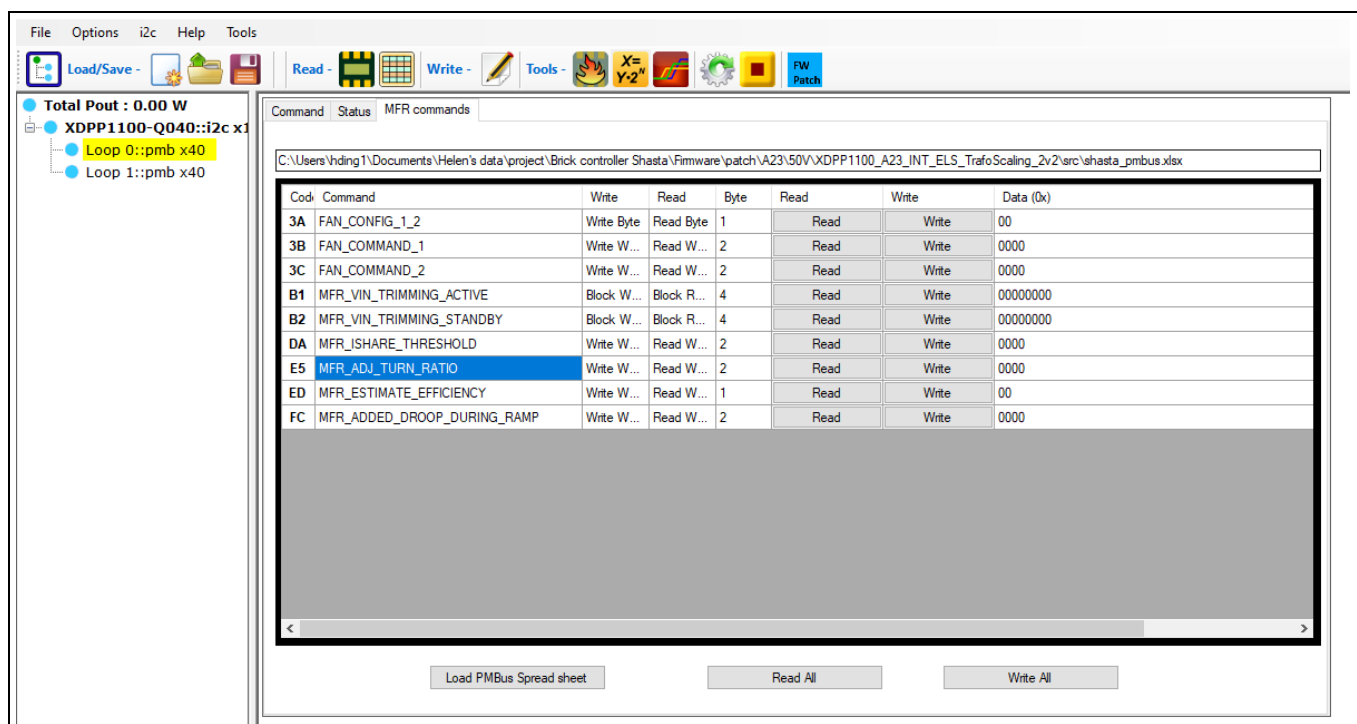 File Options i2c Help Tools
Load/Save - Read - Write - Tools - X= Y·2ⁿ FW Patch
Total Pout : 0.00 W
XDPP1100-Q040::i2c x1
Loop 0::pmb x40
Loop 1::pmb x40
Command Status MFR commands
C:\Users\hding1\Documents\Helen's data\project\Brick controller Shasta\Firmware\patch\A23\50V\XDPP1100_A23_INT_ELS_TrafoScaling_2v2\src\shasta_pmbus.xlsx
Code Command Write Read Byte Read Write Data (0x)
3A FAN_CONFIG_1_2 Write Byte Read Byte 1 Read Write 00
3B FAN_COMMAND_1 Write W... Read W... 2 Read Write 0000
3C FAN_COMMAND_2 Write W... Read W... 2 Read Write 0000
B1 MFR_VIN_TRIMMING_ACTIVE Block W... Block R... 4 Read Write 00000000
B2 MFR_VIN_TRIMMING_STANDBY Block W... Block R... 4 Read Write 00000000
DA MFR_ISHARE_THRESHOLD Write W... Read W... 2 Read Write 0000
E5 MFR_ADJ_TURN_RATIO Write W... Read W... 2 Read Write 0000
ED MFR_ESTIMATE_EFFICIENCY Write W... Read W... 1 Read Write 00
FC MFR_ADDED_DROOP_DURING_RAMP Write W... Read W... 2 Read Write 0000
Load PMBus Spread sheet Read All Write All